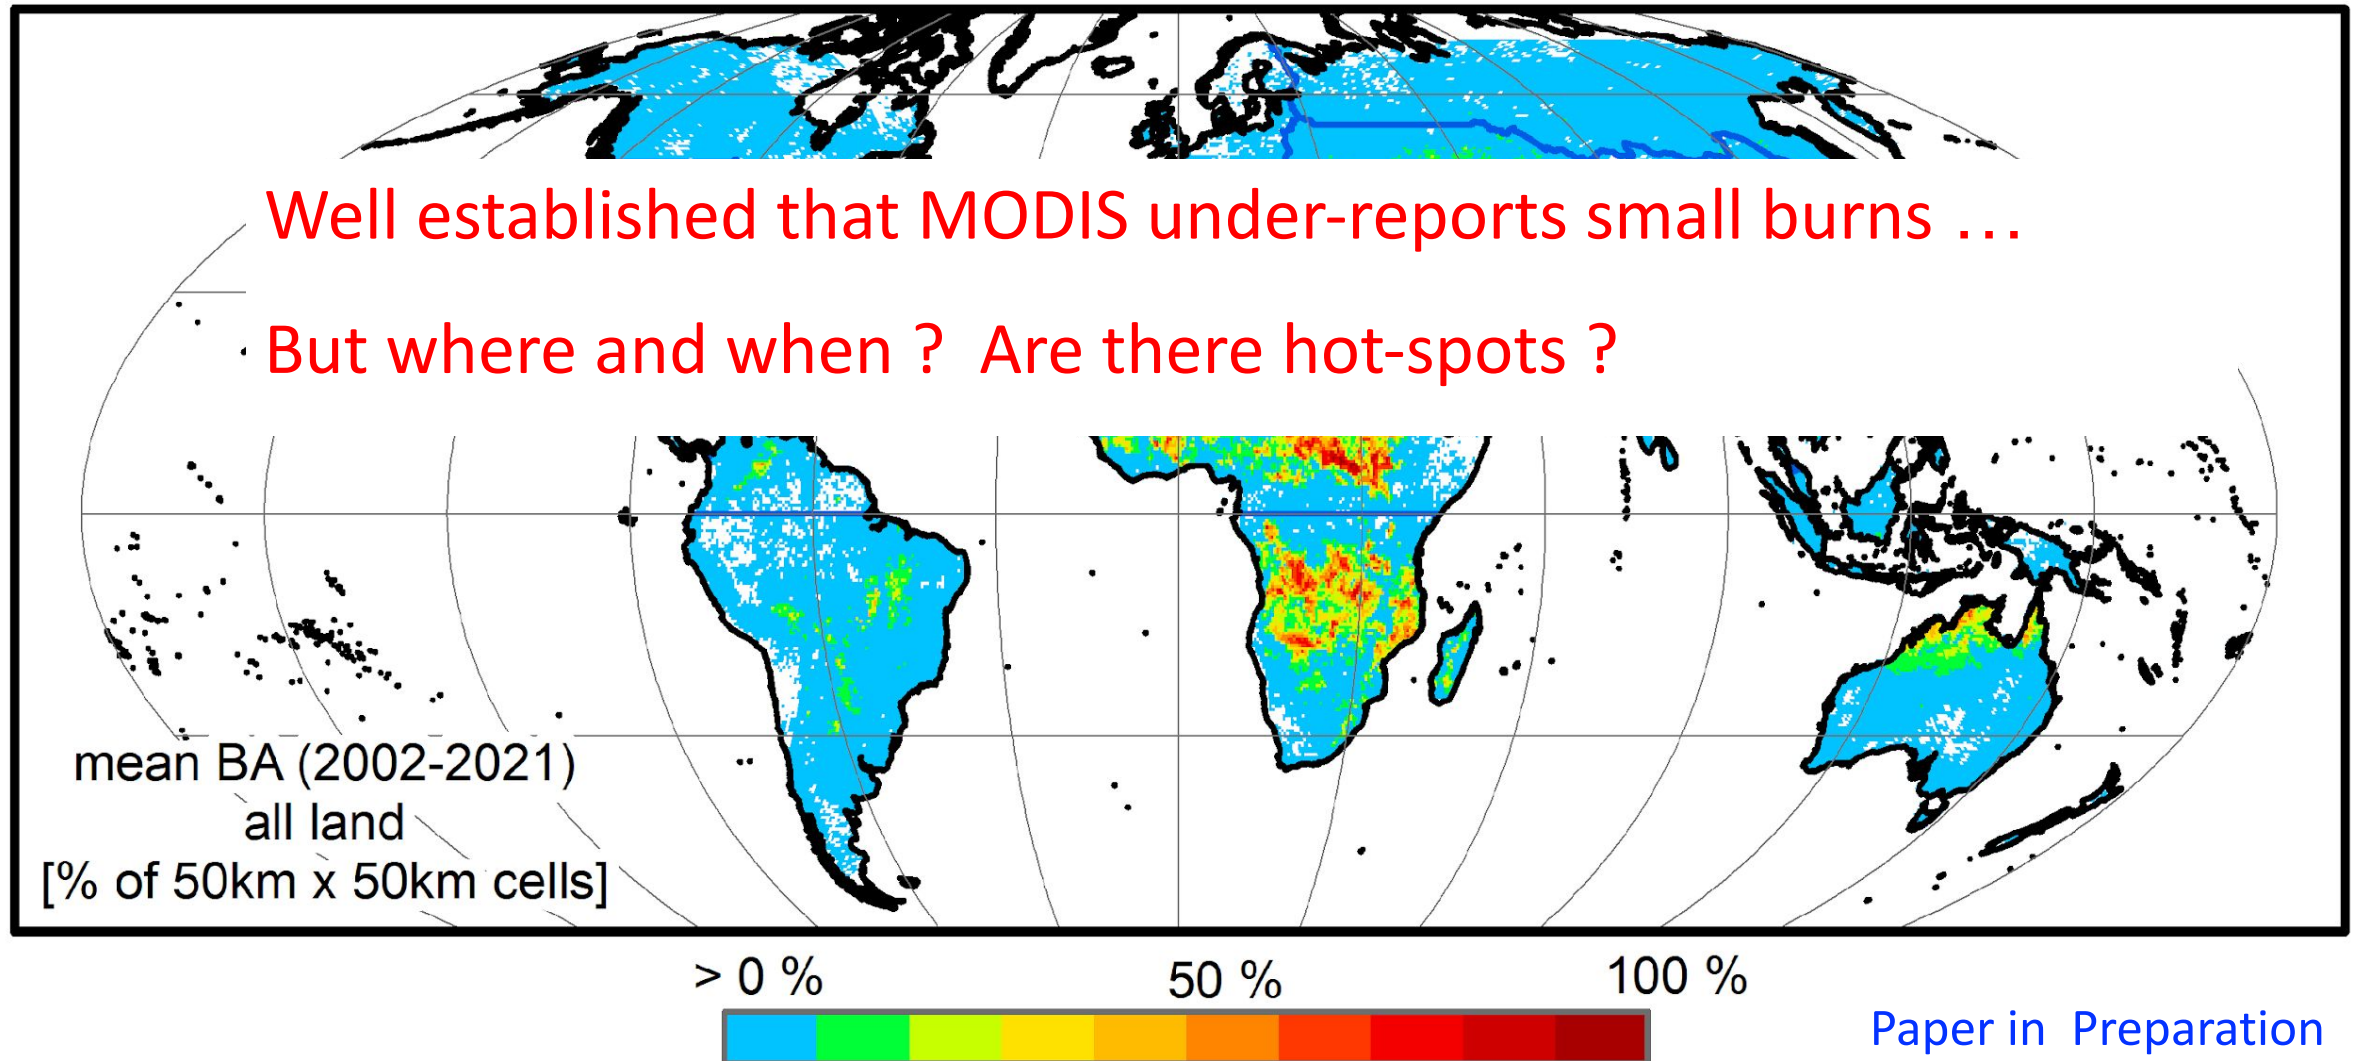 Well established that MODIS under-reports small burns …
But where and when ? Are there hot-spots ?
mean BA (2002-2021)
all land
[% of 50km x 50km cells]
> 0 %
50 %
100 %
Paper in Preparation